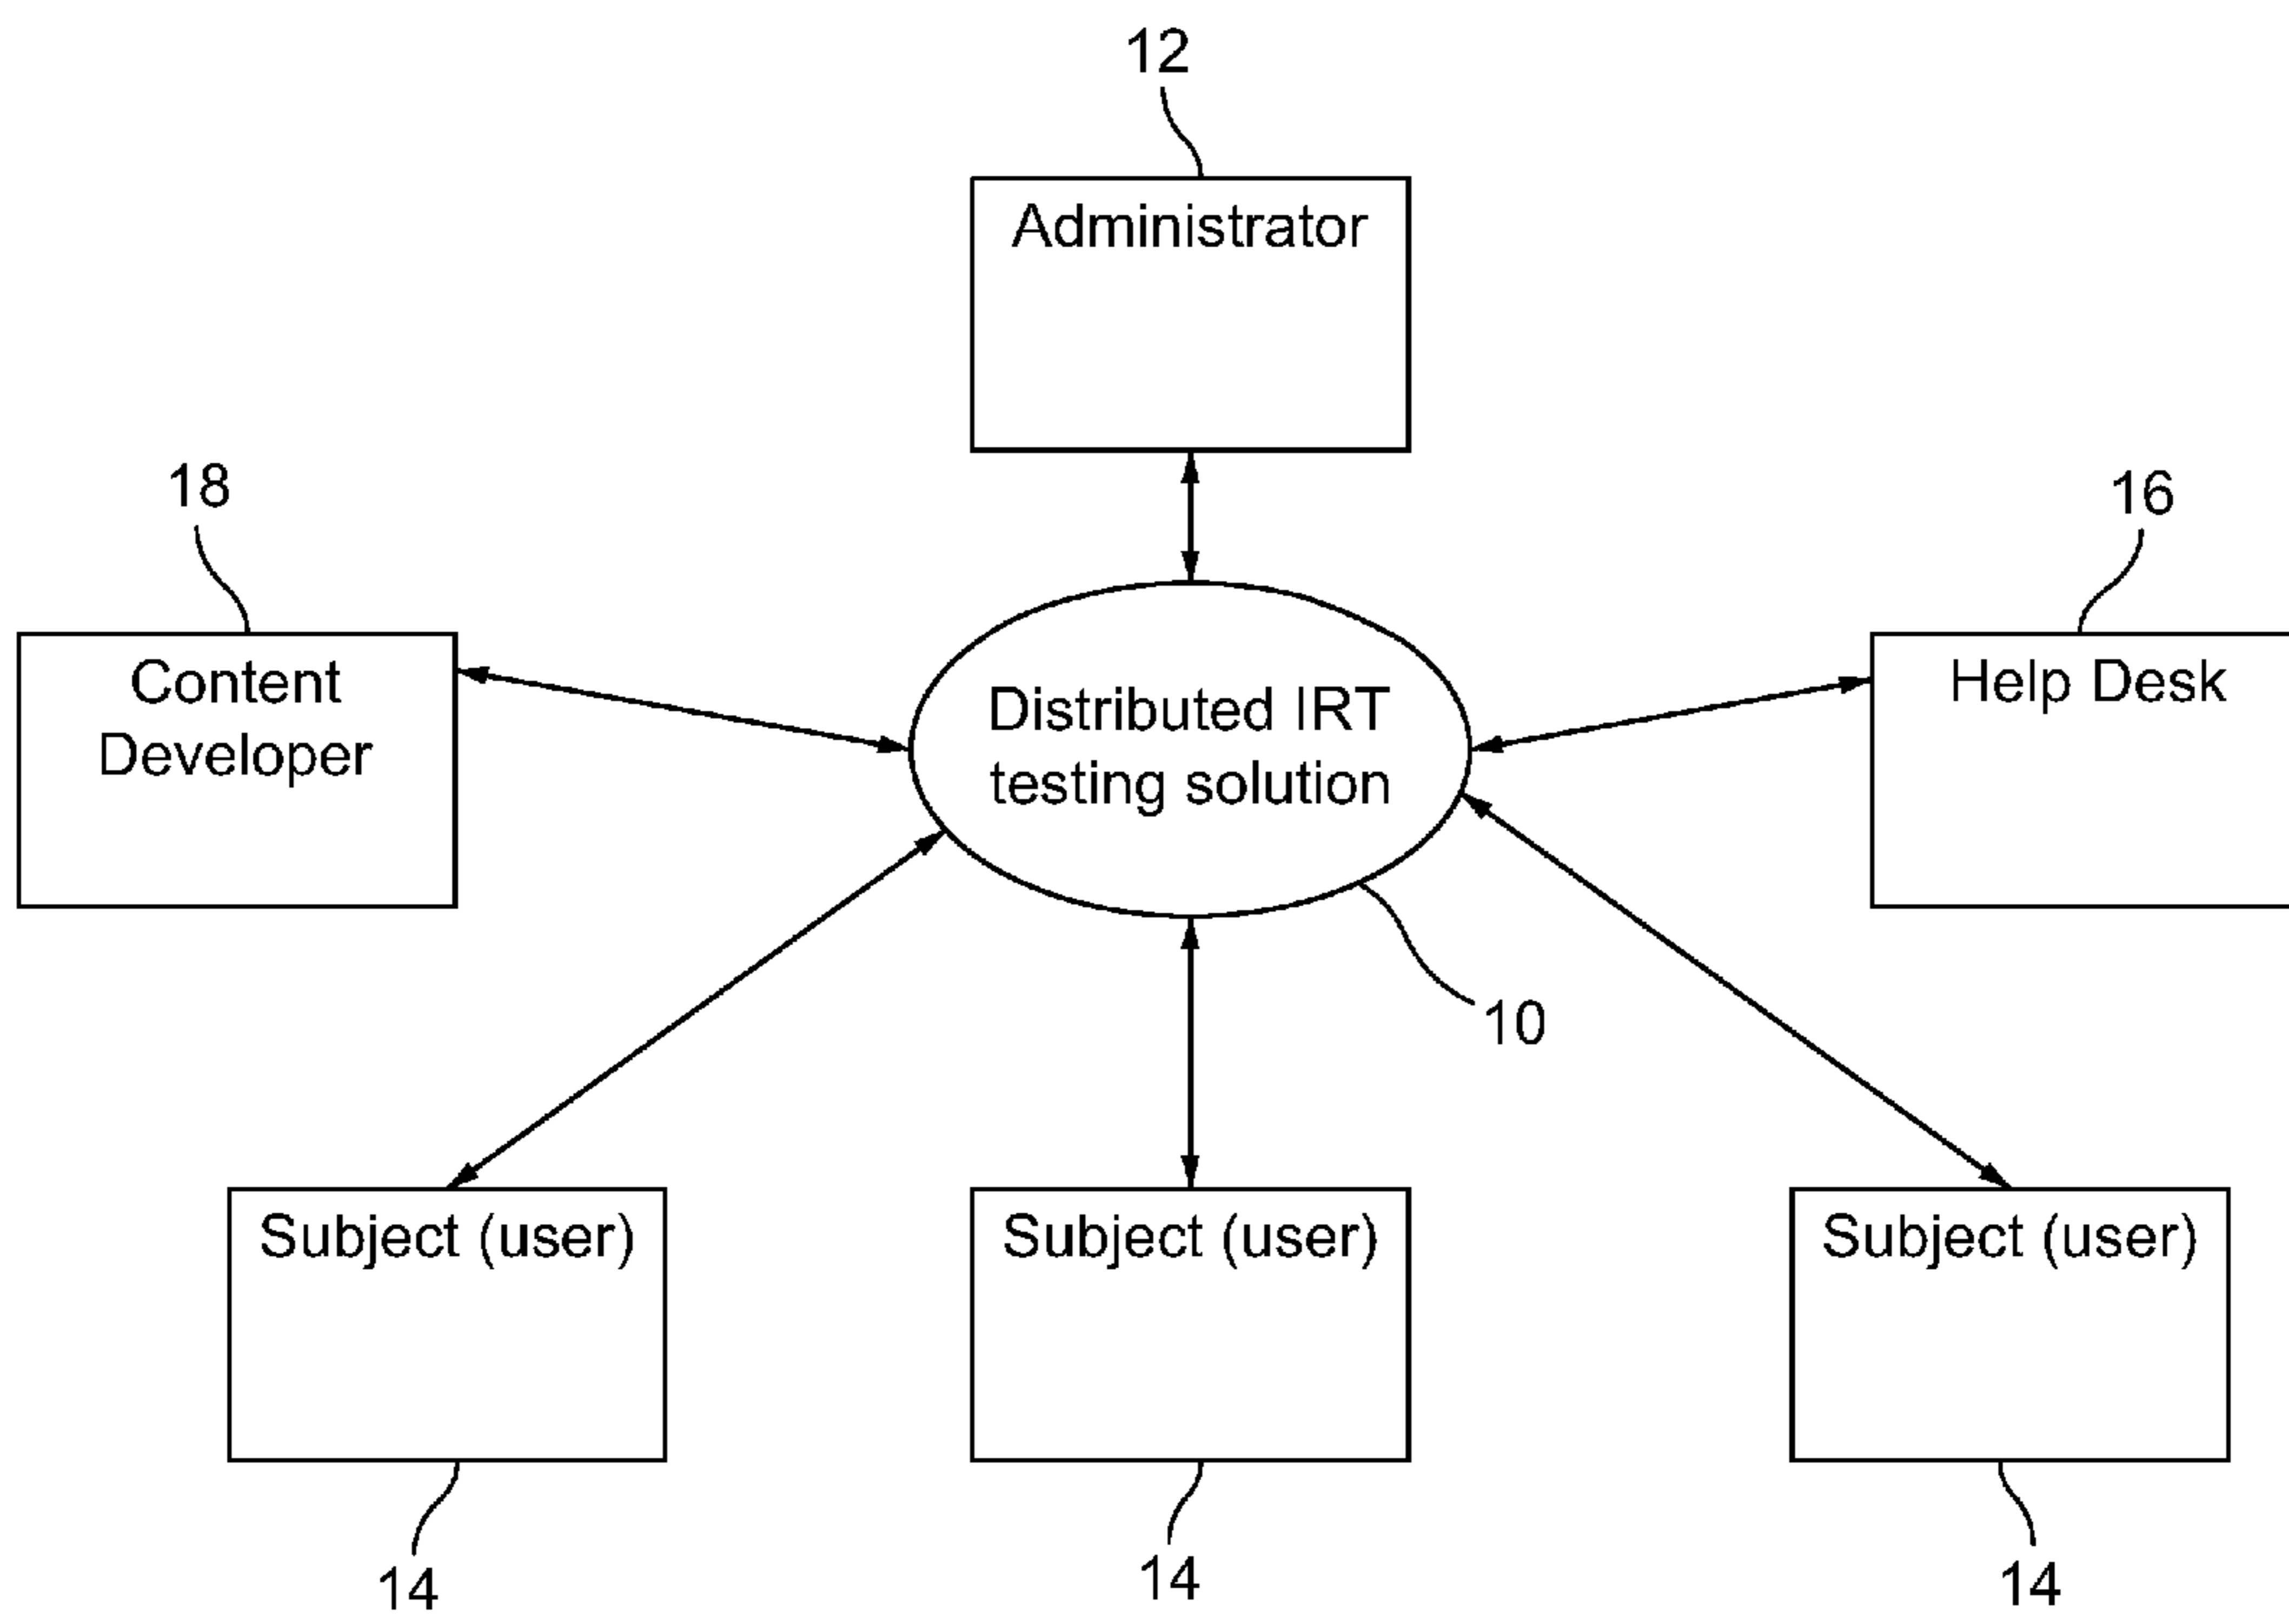 12
Administrator
18
16
Content
Developer
Help Desk
Distributed IRT
testing solution
10
Subject (user)
Subject (user)
Subject (user)
14
14
14